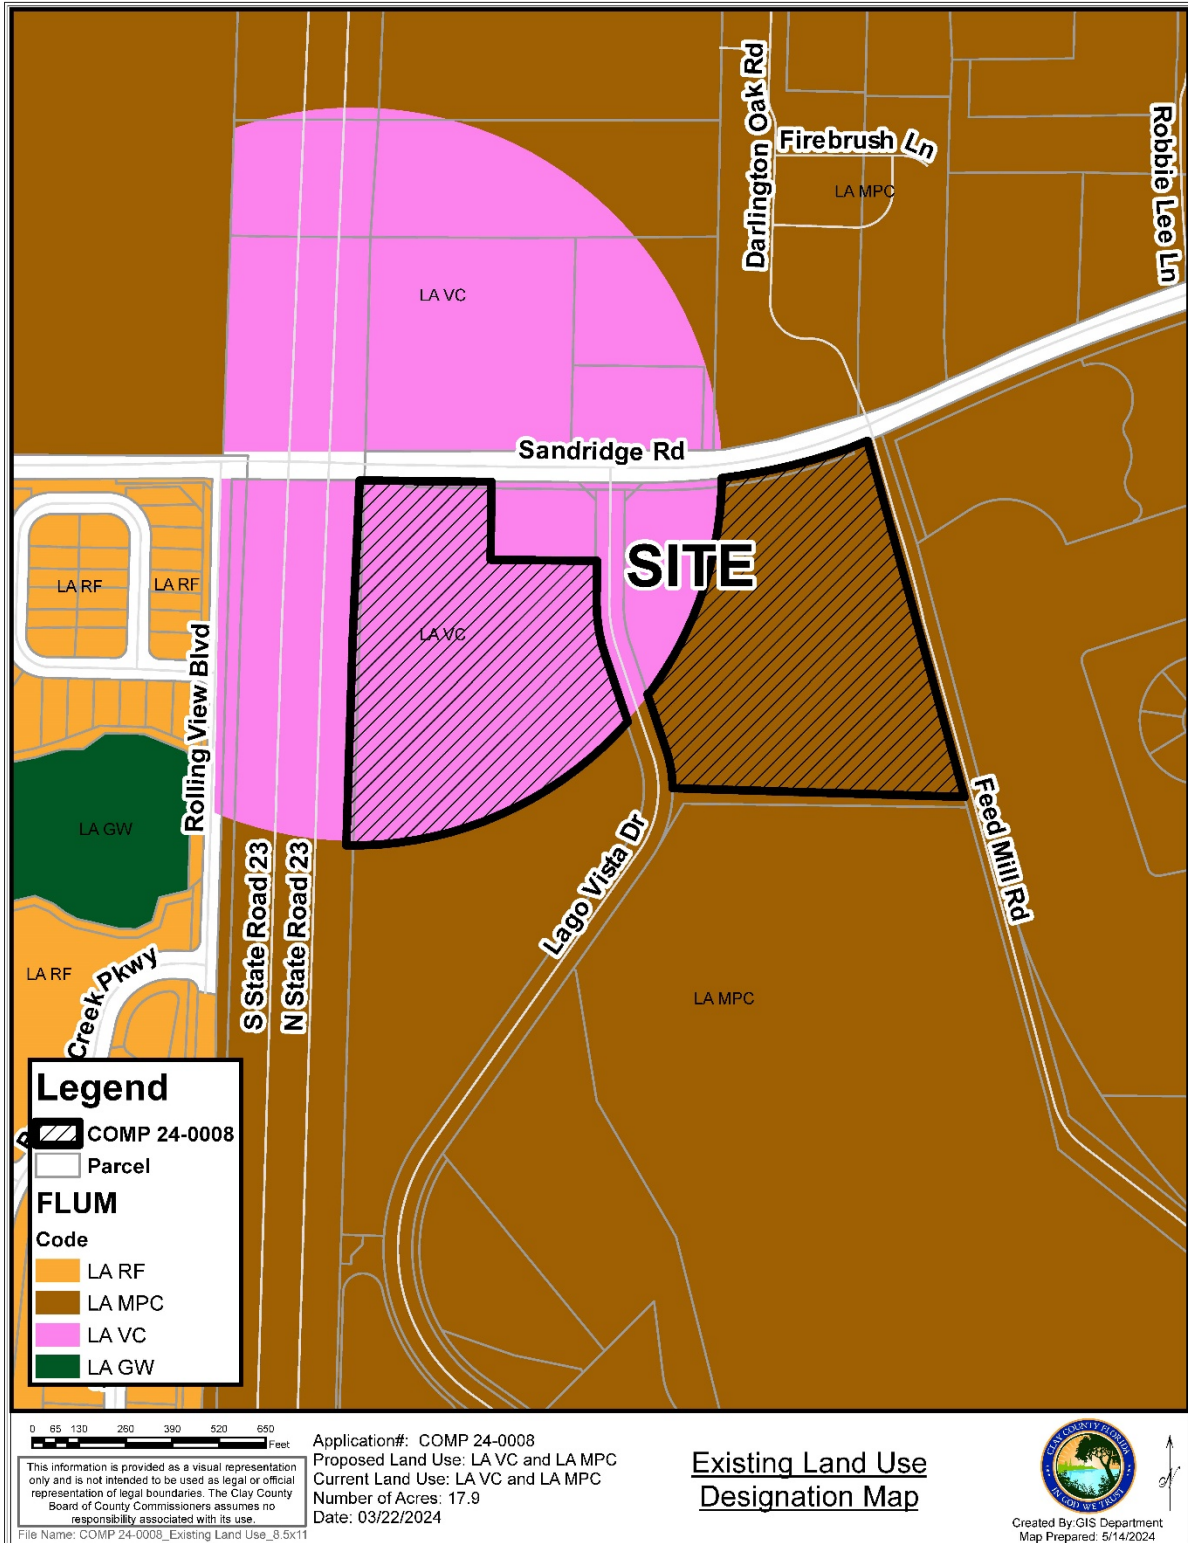 Darlington Oak Rd
Firebrush Ln
Robbie Lee Ln
LA MPC
LA VC
Sandridge Rd
SITE
LA RF
LA RF
LA VC
Rolling View Blvd
LA GW
S State Road 23
N State Road 23
Lago Vista Dr
Feed Mill Rd
LA RF
Creek Pkwy
LA MPC
Legend
COMP 24-0008
Parcel
FLUM
Code
LA RF
LA MPC
LA VC
LA GW
0 65 130 260 390 520 650
Feet
This information is provided as a visual representation
only and is not intended to be used as legal or official
representation of legal boundaries. The Clay County
Board of County Commissioners assumes no
responsibility associated with its use.
File Name: COMP 24-0008_Existing Land Use_8.5x11
Application#: COMP 24-0008
Proposed Land Use: LA VC and LA MPC
Current Land Use: LA VC and LA MPC
Number of Acres: 17.9
Date: 03/22/2024
Existing Land Use
Designation Map
CLAY COUNTY FLORIDA
IN GOD WE TRUST
N
Created By:GIS Department
Map Prepared: 5/14/2024